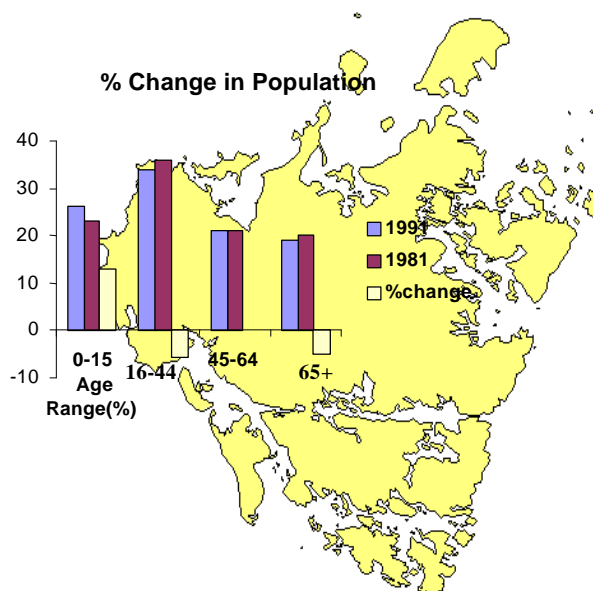 % Change in Population
40
30
20
10
0
-10
1991
1981
%change
0-15 16-44 45-64 65+
Age
Range(%)